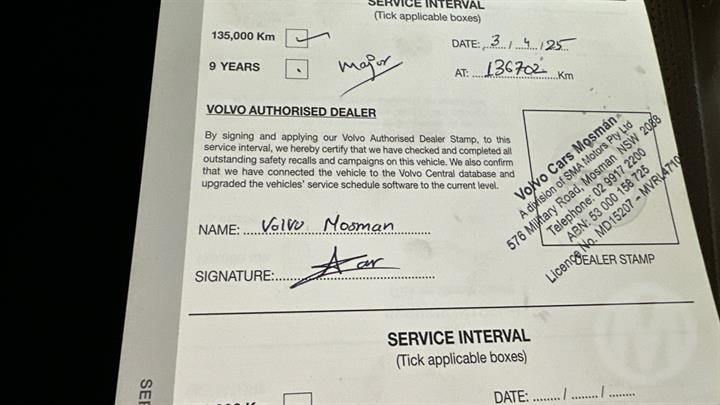 SERVICE INTERVAL
(Tick applicable boxes)
135,000 Km ✓
DATE: 3 / 4 / 25
9 YEARS
major
AT: 136702 Km
VOLVO AUTHORISED DEALER
By signing and applying our Volvo Authorised Dealer Stamp, to this
service interval, we hereby certify that we have checked and completed all
outstanding safety recalls and campaigns on this vehicle. We also confirm
that we have connected the vehicle to the Volvo Central database and
upgraded the vehicles' service schedule software to the current level.
Volvo Cars Mosman
A division of SMA Motors Pty Ltd
576 Military Road, Mosman NSW 2088
Telephone: 02 9917 2200
ABN: 53 000 158 725
Licence No. MD15207 - MVRL4710
NAME: Volvo Mosman
SIGNATURE:
DEALER STAMP
SERVICE INTERVAL
(Tick applicable boxes)
DATE: ........ / ........ / ........